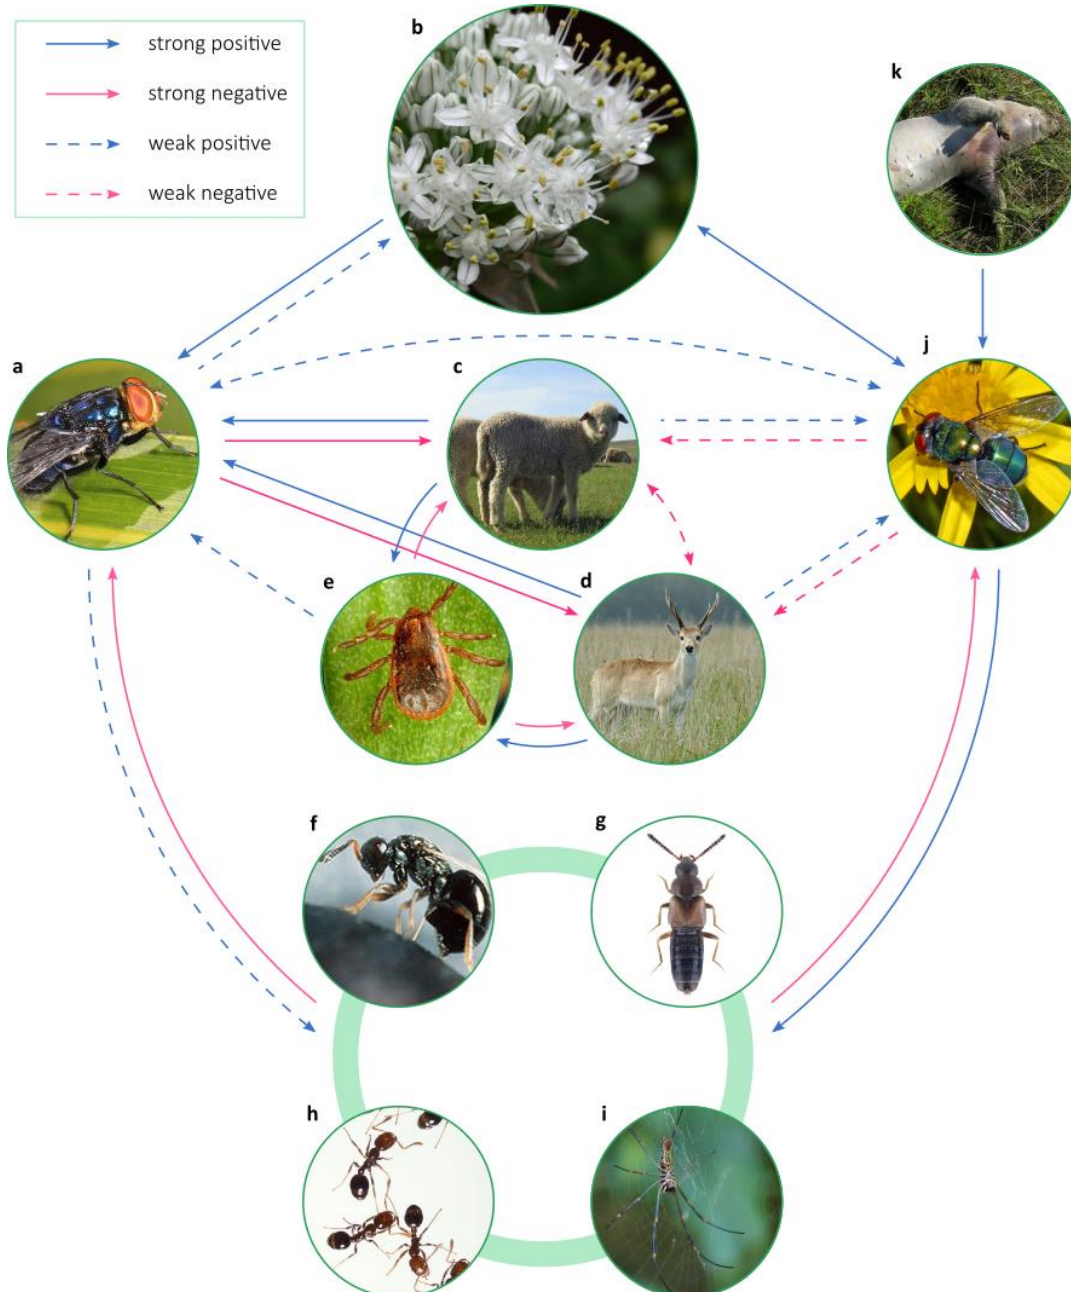 strong positive
strong negative
weak positive
weak negative
b
k
a
c
j
e
d
f
g
h
i